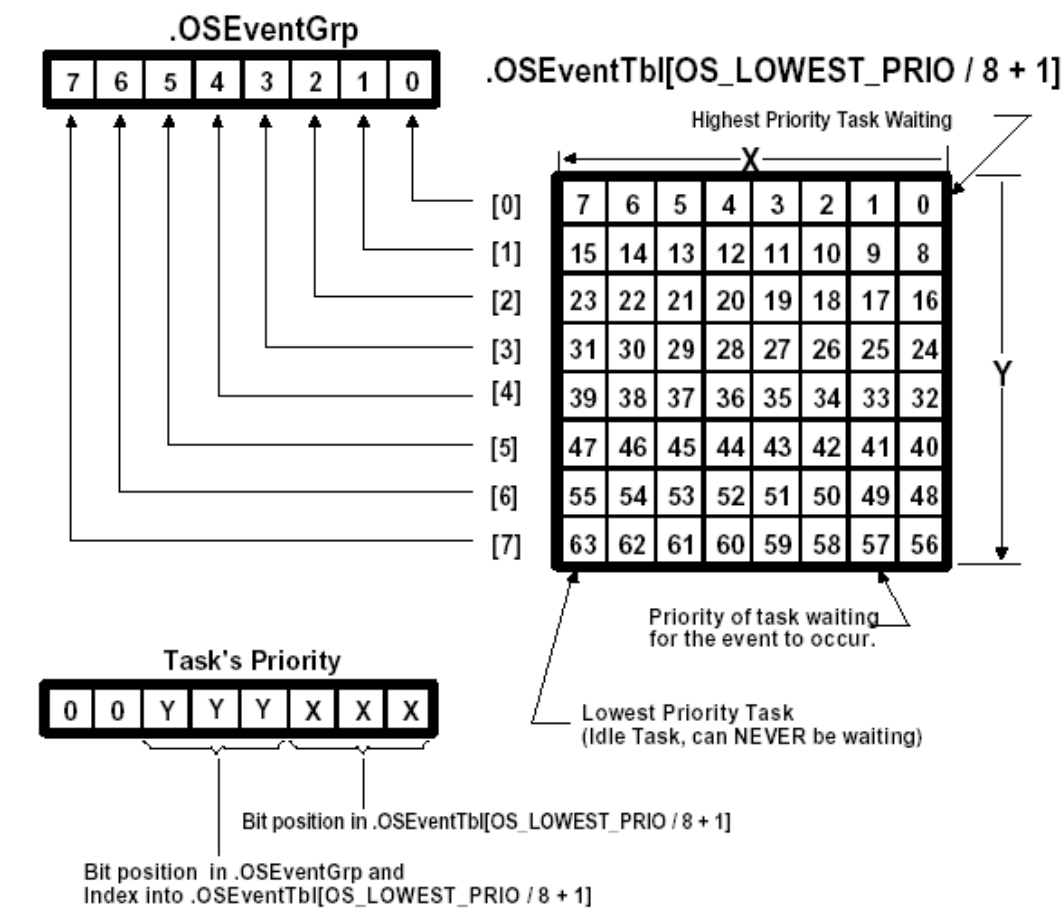 .OSEventGrp
7 6 5 4 3 2 1 0
.OSEventTbl[OS_LOWEST_PRIO / 8 + 1]
Highest Priority Task Waiting
X
[0] 7 6 5 4 3 2 1 0
[1] 15 14 13 12 11 10 9 8
[2] 23 22 21 20 19 18 17 16
[3] 31 30 29 28 27 26 25 24
[4] 39 38 37 36 35 34 33 32
[5] 47 46 45 44 43 42 41 40
[6] 55 54 53 52 51 50 49 48
[7] 63 62 61 60 59 58 57 56
Y
Priority of task waiting
for the event to occur.
Task's Priority
0 0 Y Y Y X X X
Lowest Priority Task
(Idle Task, can NEVER be waiting)
Bit position in .OSEventTbl[OS_LOWEST_PRIO / 8 + 1]
Bit position in .OSEventGrp and
Index into .OSEventTbl[OS_LOWEST_PRIO / 8 + 1]